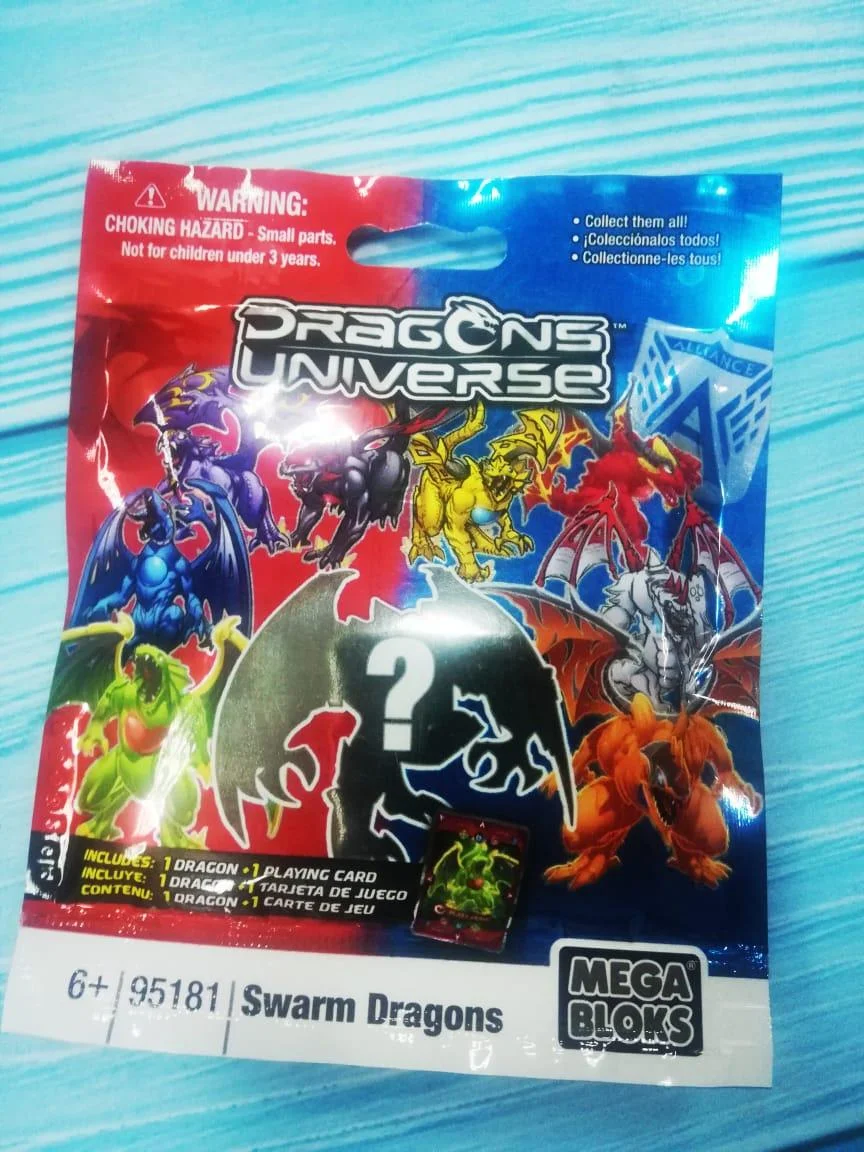 WARNING:
CHOKING HAZARD - Small parts.
Not for children under 3 years.
• Collect them all!
• ¡Colecciónalos todos!
• Collectionne-les tous!
DRAGONS™
UNIVERSE
ALLIANCE
A
?
INCLUDES: 1 DRAGON + 1 PLAYING CARD
INCLUYE: 1 DRAGON + 1 TARJETA DE JUEGO
CONTENU: 1 DRAGON + 1 CARTE DE JEU
6+ | 95181 | Swarm Dragons
MEGA®
BLOKS